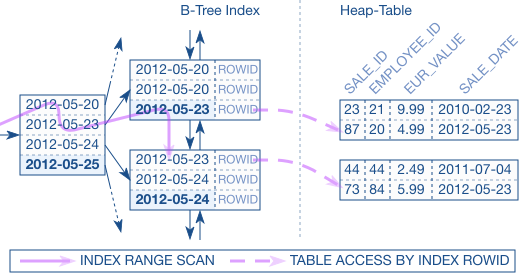 B-Tree Index
Heap-Table
SALE_ID
EMPLOYEE_ID
EUR_VALUE
SALE_DATE
2012-05-20
2012-05-23
2012-05-24
2012-05-25
2012-05-20 ROWID
2012-05-20 ROWID
2012-05-23 ROWID
2012-05-23 ROWID
2012-05-24 ROWID
2012-05-24 ROWID
23 21 9.99 2010-02-23
87 20 4.99 2012-05-23
44 44 2.49 2011-07-04
73 84 5.99 2012-05-23
INDEX RANGE SCAN
TABLE ACCESS BY INDEX ROWID